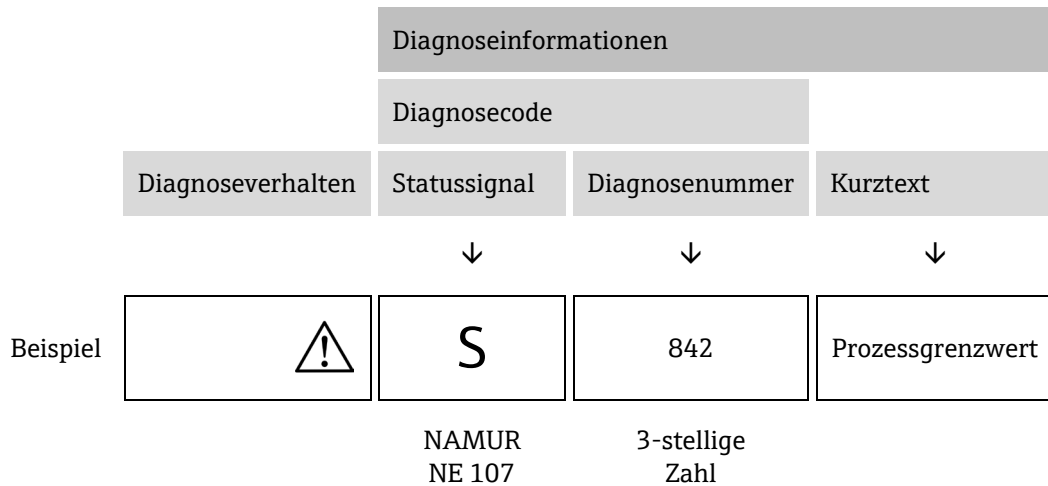 Diagnoseinformationen
Diagnosecode
Diagnoseverhalten Statussignal Diagnosenummer Kurztext
↓ ↓ ↓
Beispiel S 842 Prozessgrenzwert
NAMUR 3-stellige
NE 107 Zahl